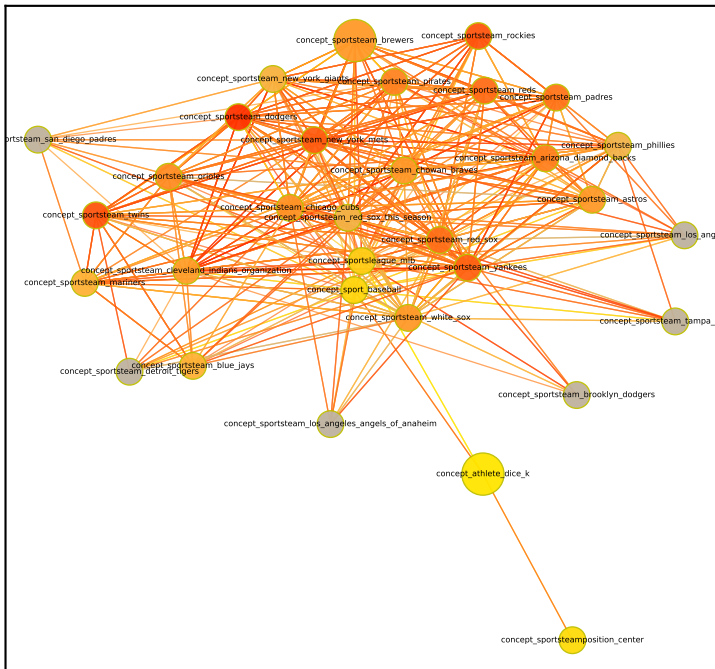 concept_sportsteam_rockies
concept_sportsteam_brewers
concept_sportsteam_new_york_giants
concept_sportsteam_pirates
concept_sportsteam_reds
concept_sportsteam_padres
concept_sportsteam_dodgers
sportsteam_san_diego_padres
concept_sportsteam_new_york_mets
concept_sportsteam_phillies
concept_sportsteam_arizona_diamond_backs
concept_sportsteam_chowan_braves
concept_sportsteam_orioles
concept_sportsteam_astros
concept_sportsteam_chicago_cubs
concept_sportsteam_twins
concept_sportsteam_red_sox_this_season
concept_sportsteam_los_ang
concept_sportsteam_red_sox
concept_sportsleague_mlb
concept_sportsteam_yankees
concept_sportsteam_cleveland_indians_organization
concept_sportsteam_mariners
concept_sport_baseball
concept_sportsteam_white_sox
concept_sportsteam_tampa_
concept_sportsteam_blue_jays
concept_sportsteam_detroit_tigers
concept_sportsteam_brooklyn_dodgers
concept_sportsteam_los_angeles_angels_of_anaheim
concept_athlete_dice_k
concept_sportsteamposition_center